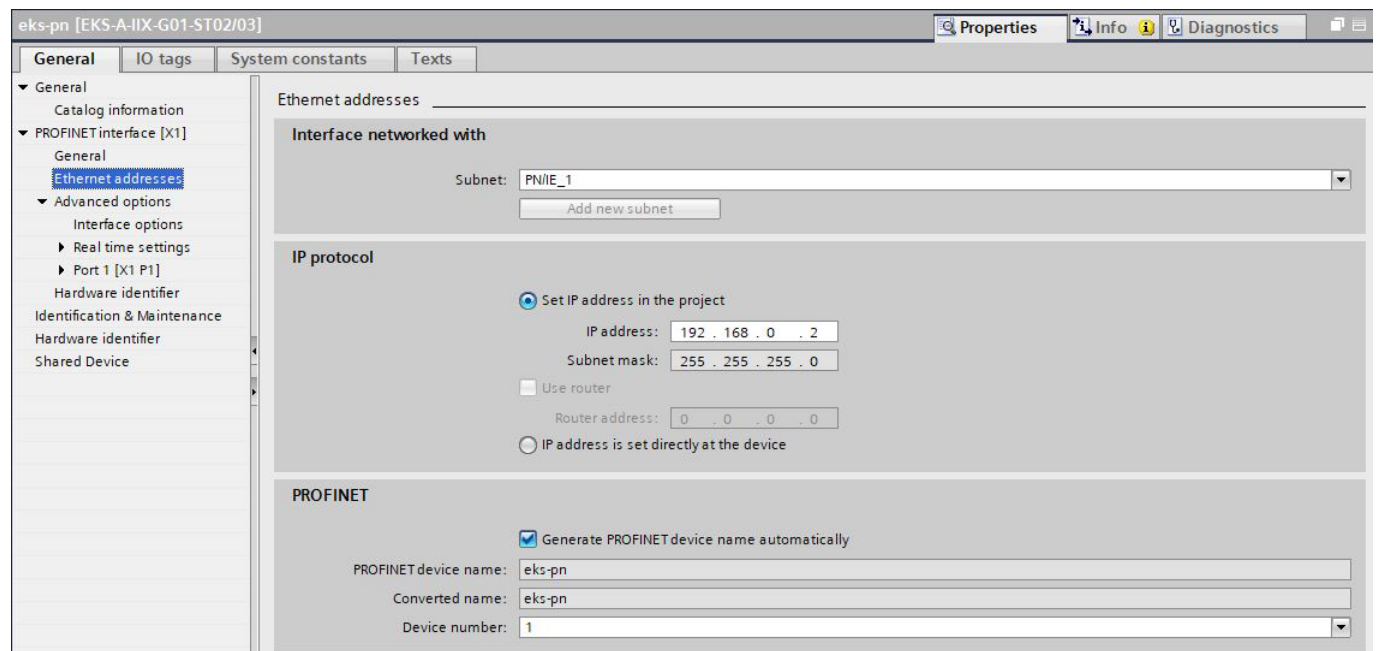 eks-pn [EKS-A-IIX-G01-ST02/03]
Properties
Info
Diagnostics
General
IO tags
System constants
Texts
General
Catalog information
PROFINET interface [X1]
General
Ethernet addresses
Advanced options
Interface options
Real time settings
Port 1 [X1 P1]
Hardware identifier
Identification & Maintenance
Hardware identifier
Shared Device
Ethernet addresses
Interface networked with
Subnet: PN/IE_1
Add new subnet
IP protocol
Set IP address in the project
IP address: 192 . 168 . 0 . 2
Subnet mask: 255 . 255 . 255 . 0
Use router
Router address: 0 . 0 . 0 . 0
IP address is set directly at the device
PROFINET
Generate PROFINET device name automatically
PROFINET device name: eks-pn
Converted name: eks-pn
Device number: 1